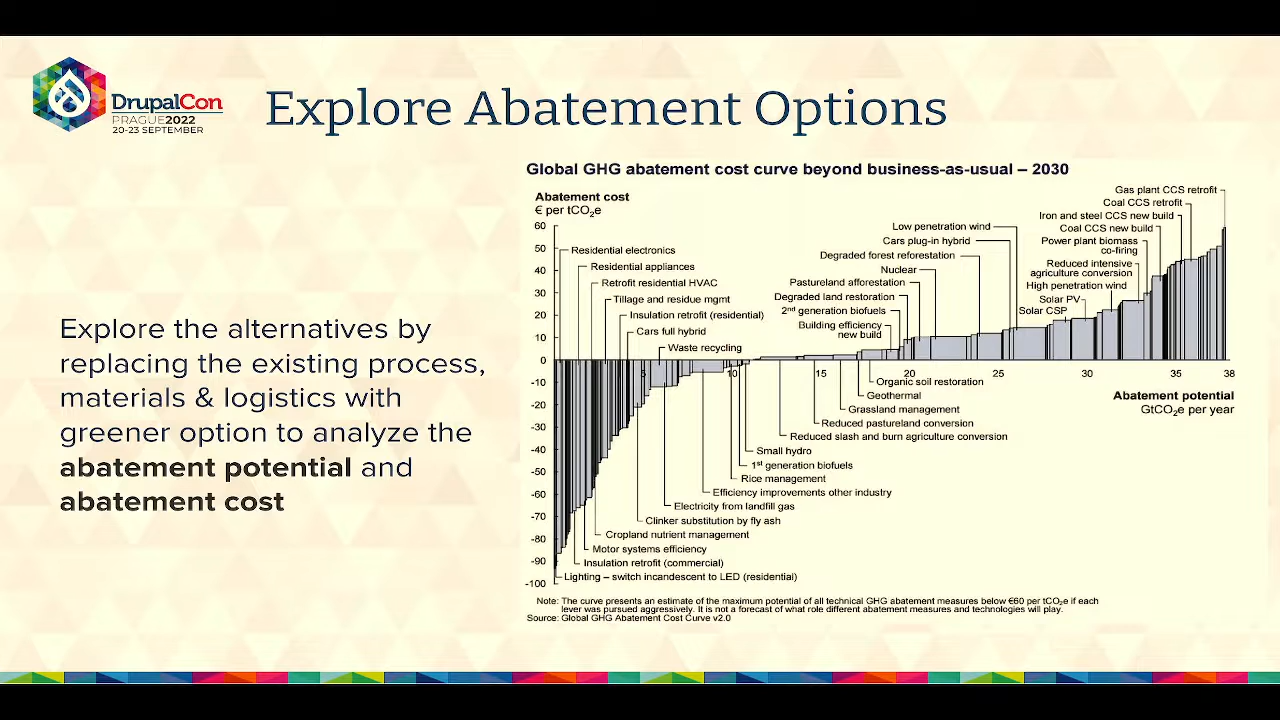 DrupalCon
PRAGUE2022
20-23 SEPTEMBER
Explore Abatement Options
Explore the alternatives by
replacing the existing process,
materials & logistics with
greener option to analyze the
abatement potential and
abatement cost
Global GHG abatement cost curve beyond business-as-usual – 2030
Abatement cost
€ per tCO₂e
60
50
40
30
20
10
0
-10
-20
-30
-40
-50
-60
-70
-80
-90
-100
Residential electronics
Residential appliances
Retrofit residential HVAC
Tillage and residue mgmt
Insulation retrofit (residential)
Cars full hybrid
Waste recycling
Gas plant CCS retrofit
Coal CCS retrofit
Iron and steel CCS new build
Coal CCS new build
Power plant biomass
co-firing
Reduced intensive
agriculture conversion
High penetration wind
Solar PV
Solar CSP
Low penetration wind
Cars plug-in hybrid
Degraded forest reforestation
Nuclear
Pastureland afforestation
Degraded land restoration
2nd generation biofuels
Building efficiency
new build
5
10
15
20
25
30
35
38
Abatement potential
GtCO₂e per year
Organic soil restoration
Geothermal
Grassland management
Reduced pastureland conversion
Reduced slash and burn agriculture conversion
Small hydro
1st generation biofuels
Rice management
Efficiency improvements other industry
Electricity from landfill gas
Clinker substitution by fly ash
Cropland nutrient management
Motor systems efficiency
Insulation retrofit (commercial)
Lighting – switch incandescent to LED (residential)
Note: The curve presents an estimate of the maximum potential of all technical GHG abatement measures below €60 per tCO₂e if each
lever was pursued aggressively. It is not a forecast of what role different abatement measures and technologies will play.
Source: Global GHG Abatement Cost Curve v2.0